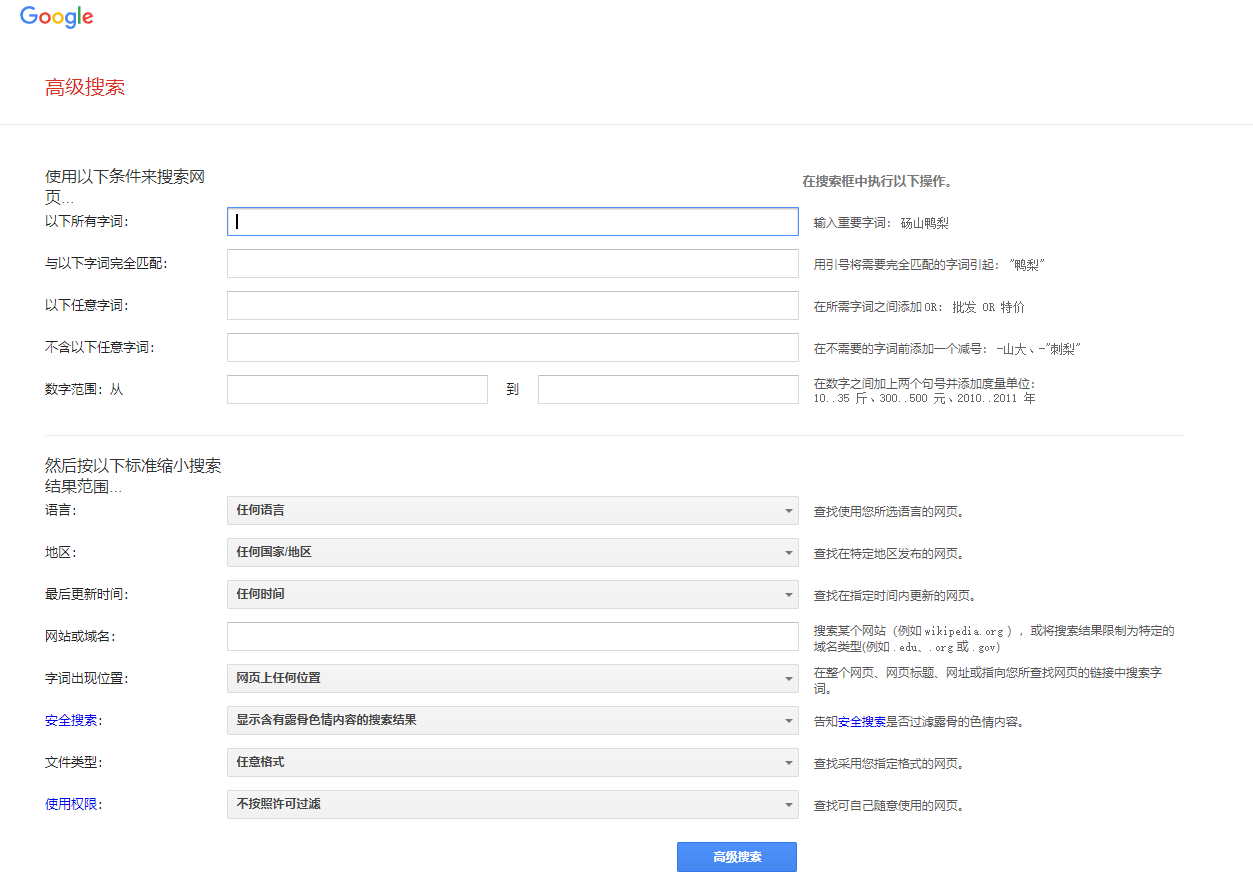 Google
高级搜索
使用以下条件来搜索网
页...
在搜索框中执行以下操作。
以下所有字词：
输入重要字词： 砀山鸭梨
与以下字词完全匹配：
用引号将需要完全匹配的字词引起： "鸭梨"
以下任意字词：
在所需字词之间添加 OR： 批发 OR 特价
不含以下任意字词：
在不需要的字词前添加一个减号： -山大、-"刺梨"
数字范围：从
到
在数字之间加上两个句号并添加度量单位：
10..35 斤、300..500 元、2010..2011 年
然后按以下标准缩小搜索
结果范围...
语言：
任何语言
查找使用您所选语言的网页。
地区：
任何国家/地区
查找在特定地区发布的网页。
最后更新时间：
任何时间
查找在指定时间内更新的网页。
网站或域名：
搜索某个网站（例如 wikipedia.org ），或将搜索结果限制为特定的
域名类型(例如 .edu、.org 或 .gov)
字词出现位置：
网页上任何位置
在整个网页、网页标题、网址或指向您所查找网页的链接中搜索字
词。
安全搜索：
显示含有露骨色情内容的搜索结果
告知安全搜索是否过滤露骨的色情内容。
文件类型：
任意格式
查找采用您指定格式的网页。
使用权限：
不按照许可过滤
查找可自己随意使用的网页。
高级搜索